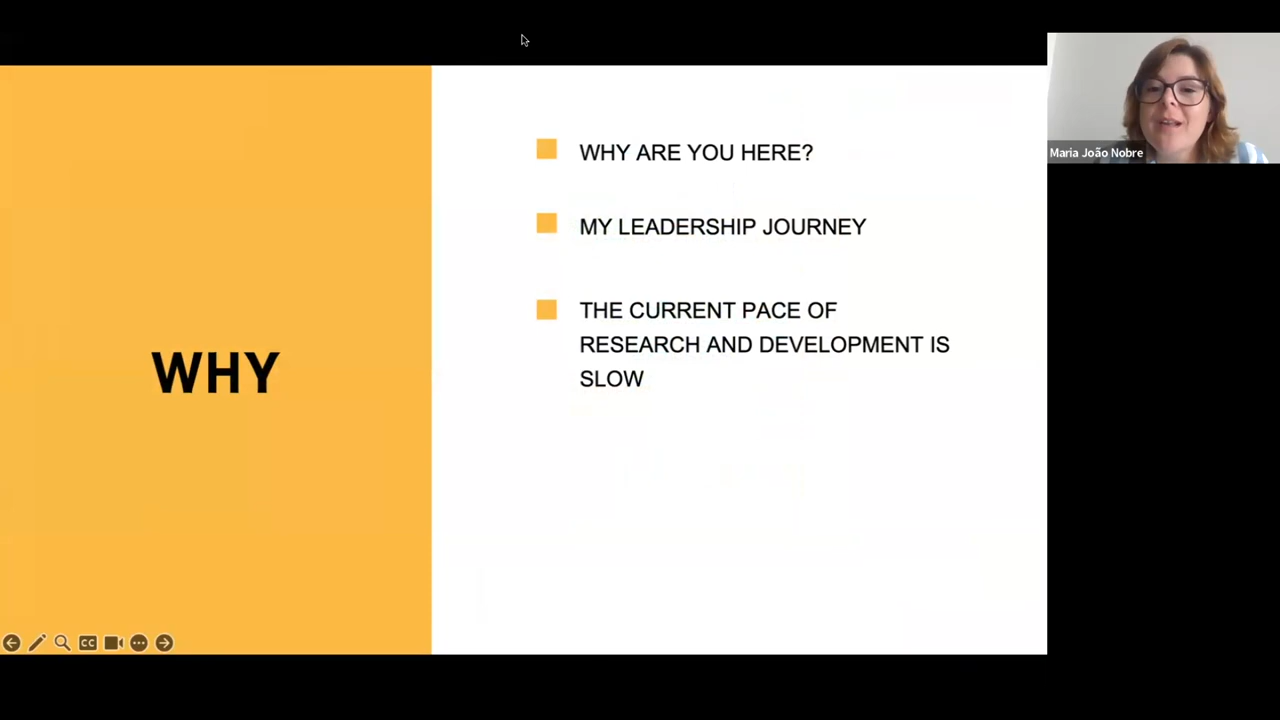 WHY
WHY ARE YOU HERE?
MY LEADERSHIP JOURNEY
THE CURRENT PACE OF
RESEARCH AND DEVELOPMENT IS
SLOW
Maria João Nobre
CC